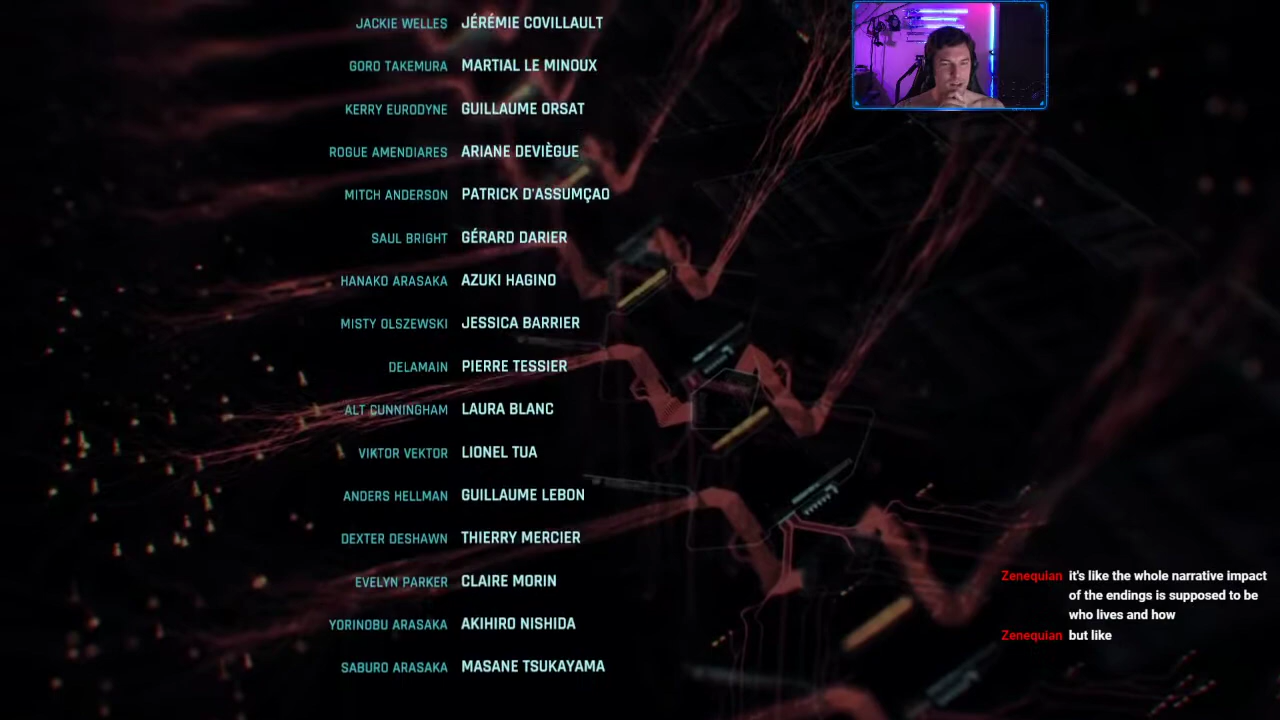 JACKIE WELLES JÉRÉMIE COVILLAULT
GORO TAKEMURA MARTIAL LE MINOUX
KERRY EURODYNE GUILLAUME ORSAT
ROGUE AMENDIARES ARIANE DEVIÈGUE
MITCH ANDERSON PATRICK D'ASSUMÇAO
SAUL BRIGHT GÉRARD DARIER
HANAKO ARASAKA AZUKI HAGINO
MISTY OLSZEWSKI JESSICA BARRIER
DELAMAIN PIERRE TESSIER
ALT CUNNINGHAM LAURA BLANC
VIKTOR VEKTOR LIONEL TUA
ANDERS HELLMAN GUILLAUME LEBON
DEXTER DESHAWN THIERRY MERCIER
EVELYN PARKER CLAIRE MORIN
YORINOBU ARASAKA AKIHIRO NISHIDA
SABURO ARASAKA MASANE TSUKAYAMA
Zenequian it's like the whole narrative impact
of the endings is supposed to be
who lives and how
Zenequian but like